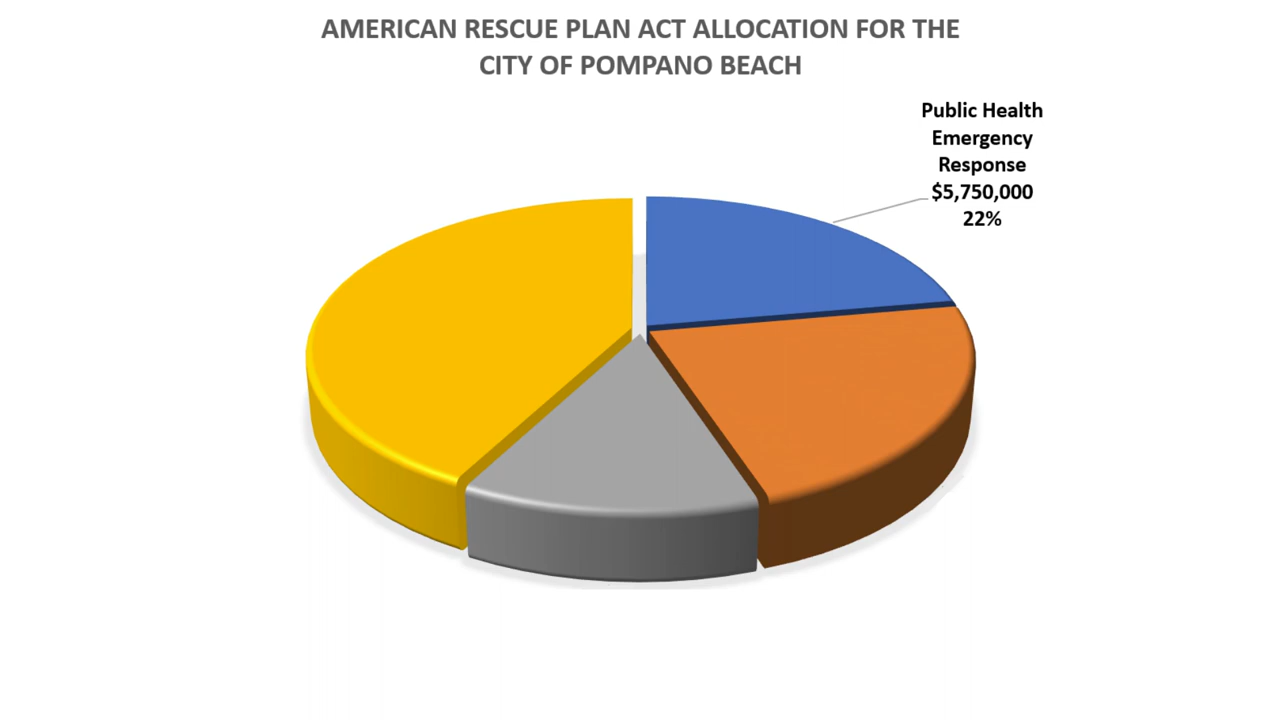 AMERICAN RESCUE PLAN ACT ALLOCATION FOR THE
CITY OF POMPANO BEACH
Public Health
Emergency
Response
$5,750,000
22%